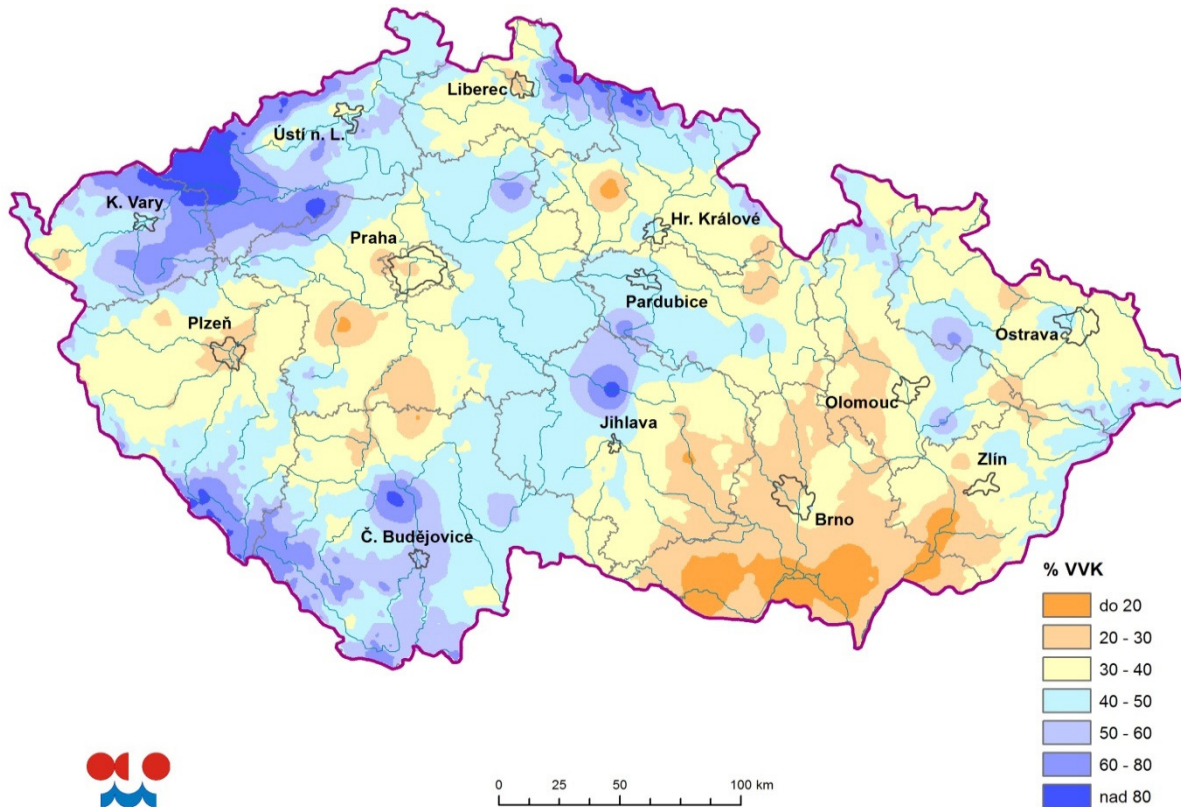 Liberec
Ústí n. L.
K. Vary
Hr. Králové
Praha
Pardubice
Plzeň
Ostrava
Olomouc
Jihlava
Zlín
Brno
Č. Budějovice
% VVK
do 20
20 - 30
30 - 40
40 - 50
50 - 60
60 - 80
nad 80
0 25 50 100 km